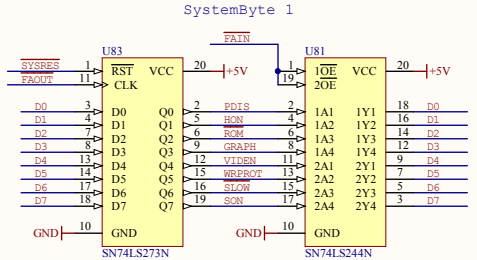 SystemByte 1
U83 FAIN U81
SYSRES 1 RST VCC 20 +5V 1 1OE VCC 20 +5V
FAOUT 11 CLK 19 2OE
D0 3 D0 Q0 2 PDIS 2 1A1 1Y1 18 D0
D1 4 D1 Q1 5 HON 4 1A2 1Y2 16 D1
D2 7 D2 Q2 6 ROM 6 1A3 1Y3 14 D2
D3 8 D3 Q3 9 GRAPH 8 1A4 1Y4 12 D3
D4 13 D4 Q4 12 VIDEN 11 2A1 2Y1 9 D4
D5 14 D5 Q5 15 WRPROT 13 2A2 2Y2 7 D5
D6 17 D6 Q6 16 SLOW 15 2A3 2Y3 5 D6
D7 18 D7 Q7 19 SON 17 2A4 2Y4 3 D7
GND 10 GND GND 10 GND
SN74LS273N SN74LS244N